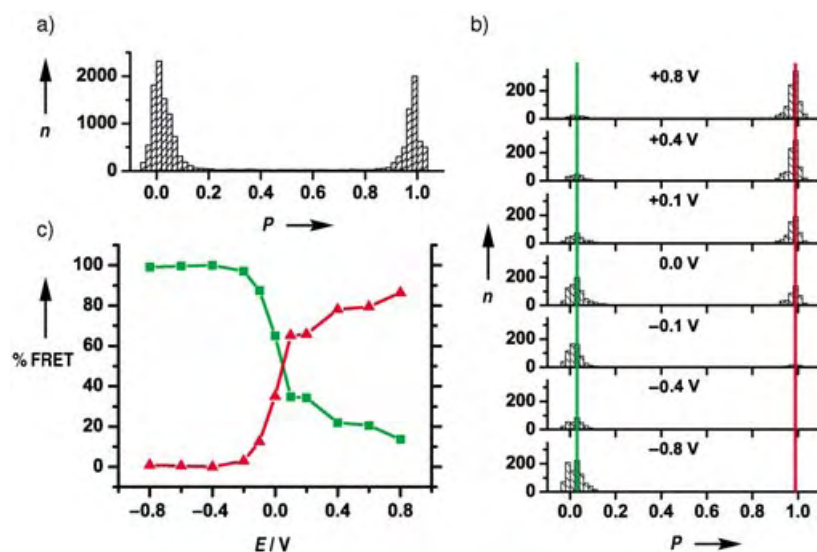 a)
2000
1000
0
n
0.0 0.2 0.4 0.6 0.8 1.0
P
b)
+0.8 V
200
0
+0.4 V
200
0
+0.1 V
200
0
0.0 V
200
0
–0.1 V
200
0
–0.4 V
200
0
–0.8 V
200
0
n
0.0 0.2 0.4 0.6 0.8 1.0
P
c)
100
80
60
40
20
0
% FRET
–0.8 –0.4 0.0 0.4 0.8
E / V